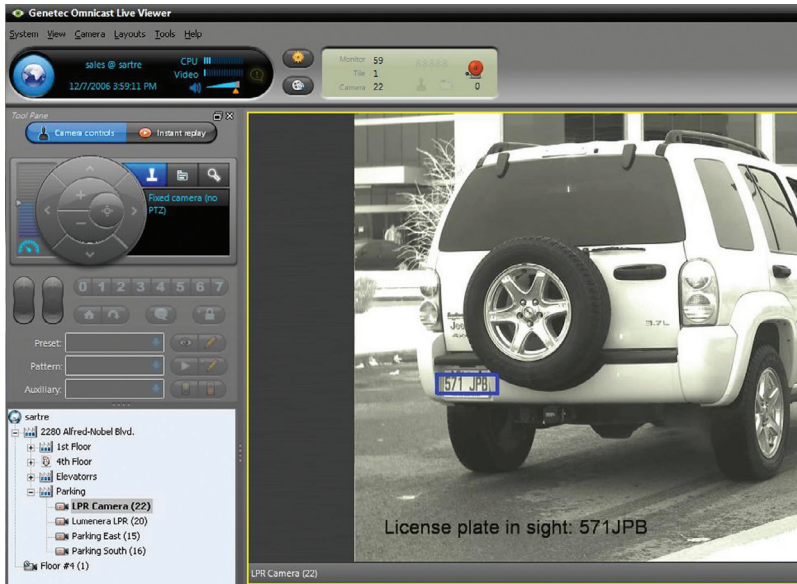 Genetec Omnicast Live Viewer
System View Camera Layouts Tools Help
sales @ sartre
12/7/2006 3:59:11 PM
CPU
Video
Monitor 59
Tile 1
Camera 22
0
Tool Pane
Camera controls
Instant replay
Fixed camera (no PTZ)
0 1 2 3 4 5 6 7
Preset:
Pattern:
Auxiliary:
sartre
2280 Alfred-Nobel Blvd.
1st Floor
4th Floor
Elevatorrs
Parking
LPR Camera (22)
Lumenera LPR (20)
Parking East (15)
Parking South (16)
Floor #4 (1)
Jeep
3.7L
571 JPB
License plate in sight: 571JPB
LPR Camera (22)